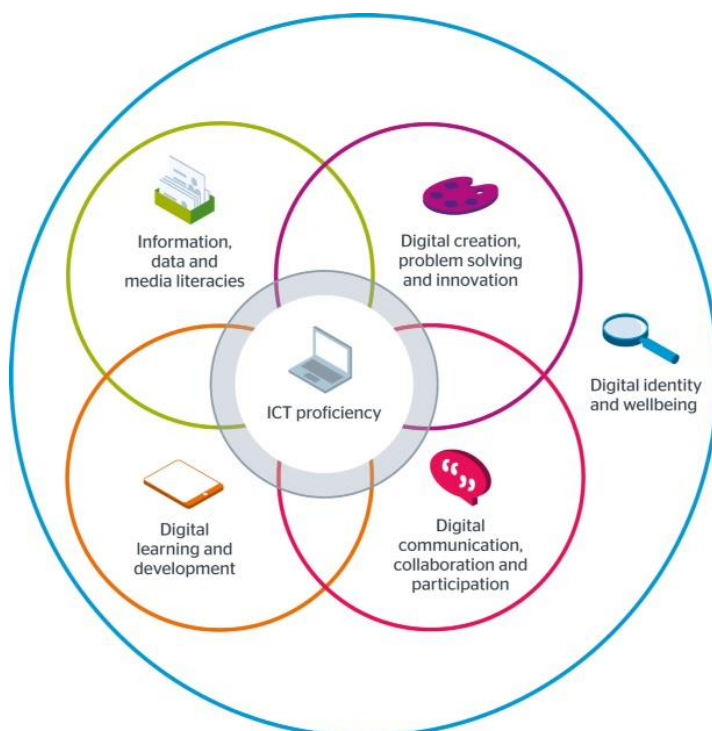 Information,
data and
media literacies
Digital creation,
problem solving
and innovation
Digital identity
and wellbeing
ICT proficiency
Digital
learning and
development
Digital
communication,
collaboration and
participation